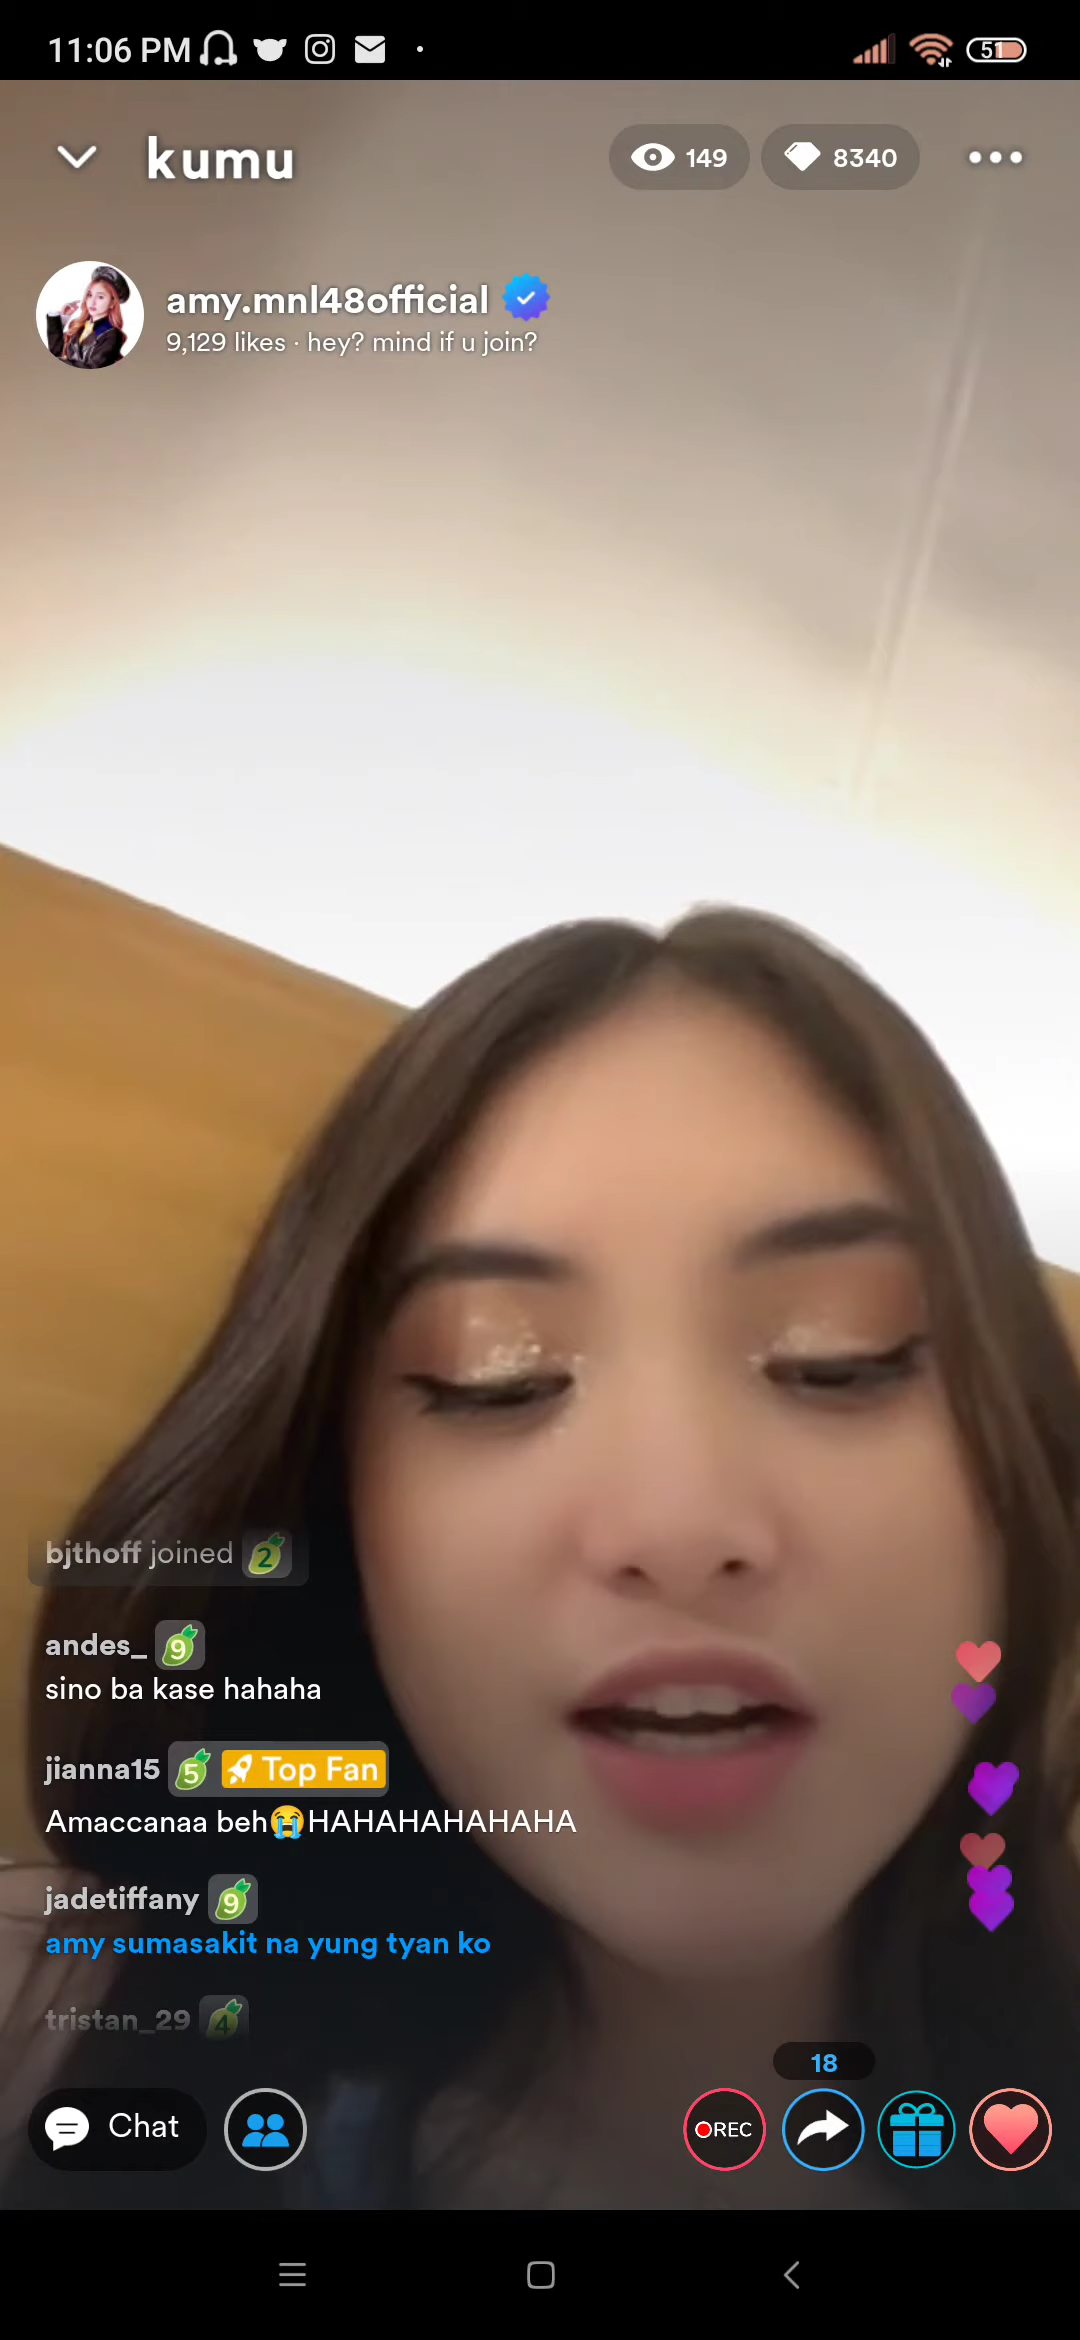 11:06 PM
51
kumu
149
8340
amy.mnl48official
9,129 likes · hey? mind if u join?
bjthoff joined 2
andes_ 9
sino ba kase hahaha
jianna15 5 Top Fan
Amaccanaa beh😭HAHAHAHAHAHA
jadetiffany 9
amy sumasakit na yung tyan ko
tristan_29 4
18
Chat
REC